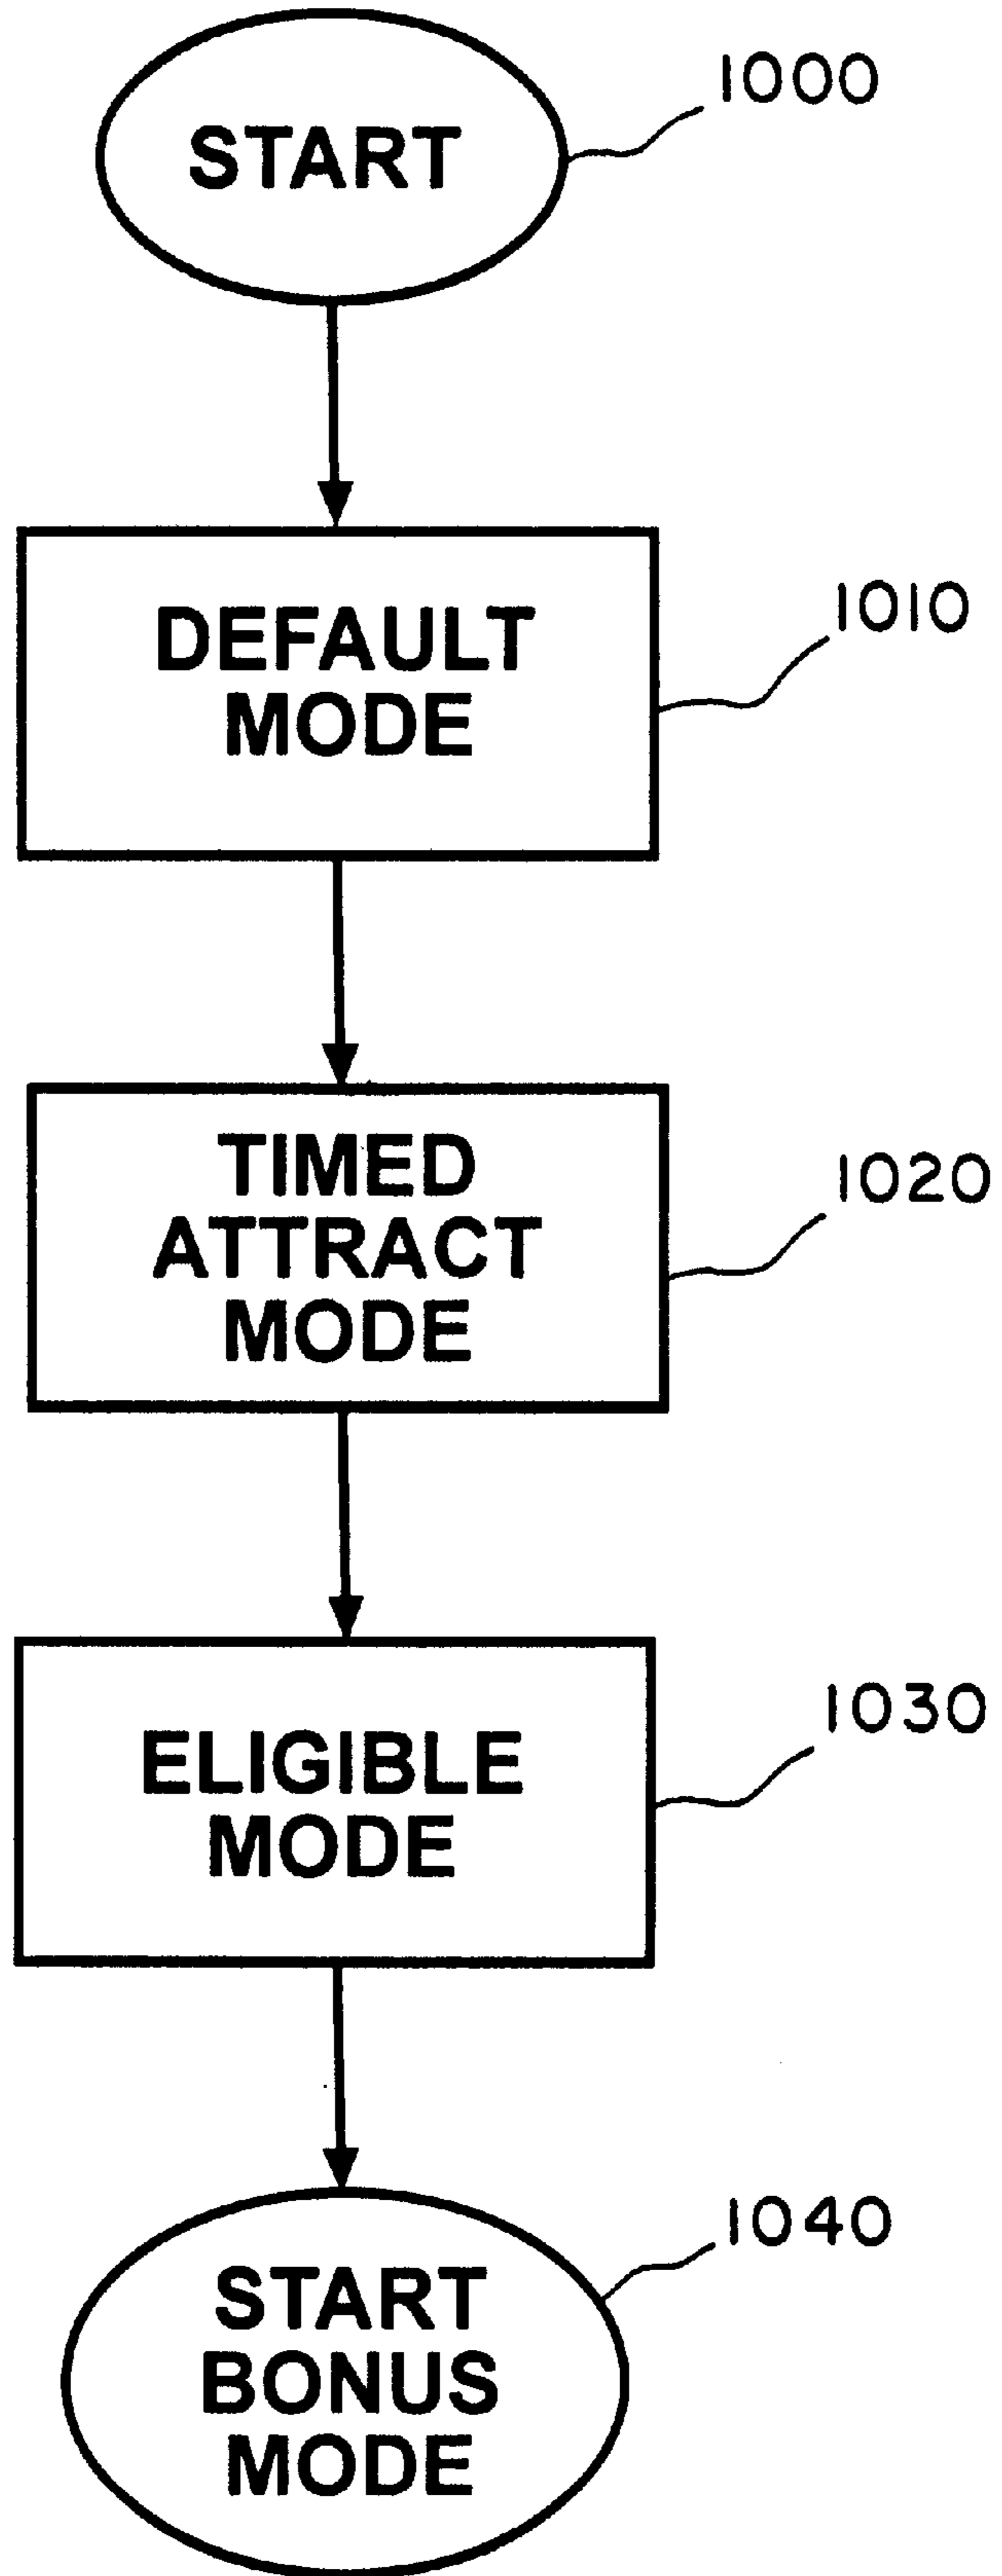 START
1000
DEFAULT
MODE
1010
TIMED
ATTRACT
MODE
1020
ELIGIBLE
MODE
1030
START
BONUS
MODE
1040